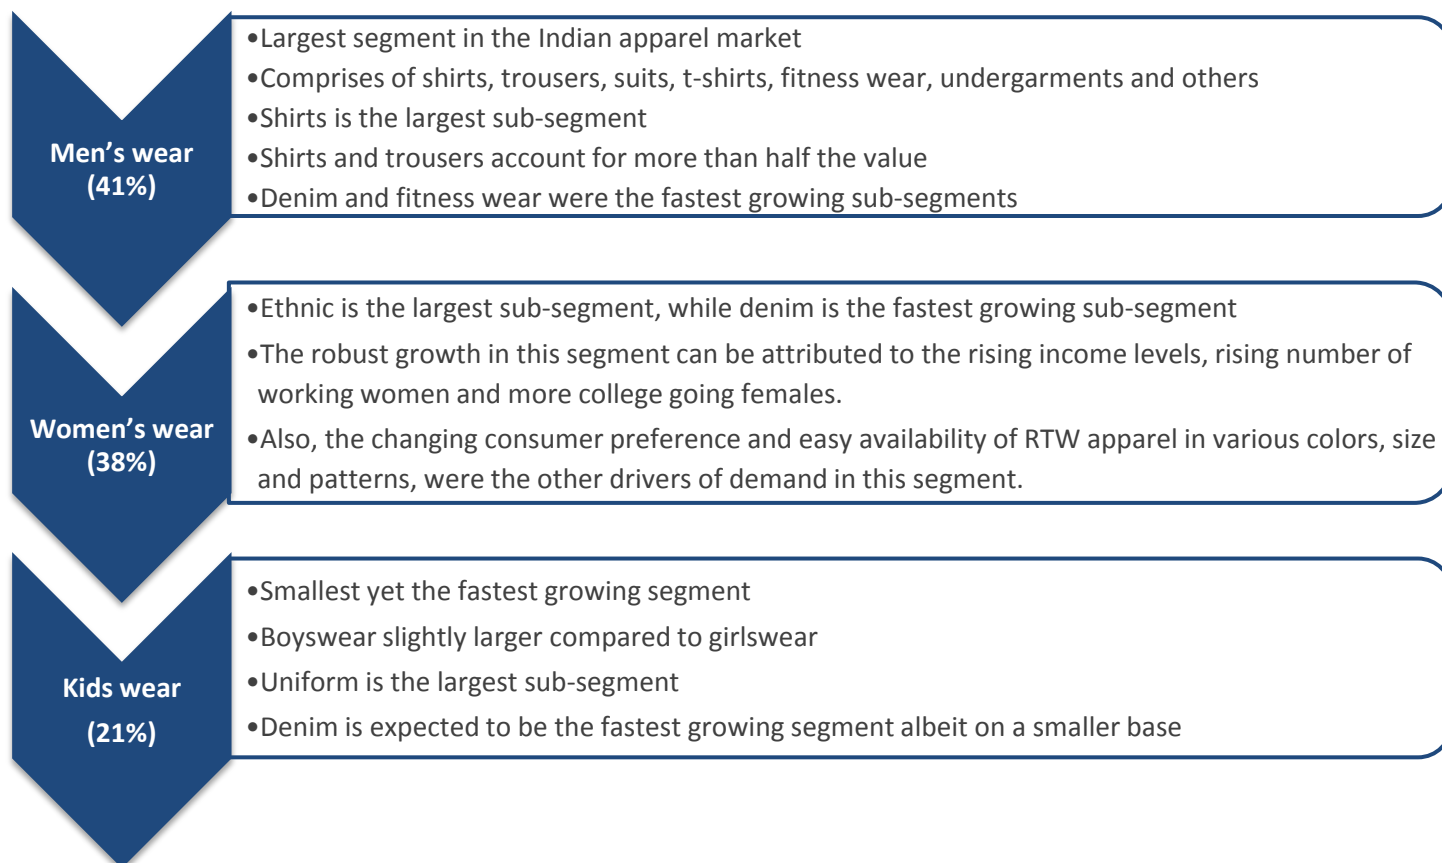 Men’s wear
(41%)
•Largest segment in the Indian apparel market
•Comprises of shirts, trousers, suits, t-shirts, fitness wear, undergarments and others
•Shirts is the largest sub-segment
•Shirts and trousers account for more than half the value
•Denim and fitness wear were the fastest growing sub-segments
Women’s wear
(38%)
•Ethnic is the largest sub-segment, while denim is the fastest growing sub-segment
•The robust growth in this segment can be attributed to the rising income levels, rising number of
working women and more college going females.
•Also, the changing consumer preference and easy availability of RTW apparel in various colors, size
and patterns, were the other drivers of demand in this segment.
Kids wear
(21%)
•Smallest yet the fastest growing segment
•Boyswear slightly larger compared to girlswear
•Uniform is the largest sub-segment
•Denim is expected to be the fastest growing segment albeit on a smaller base